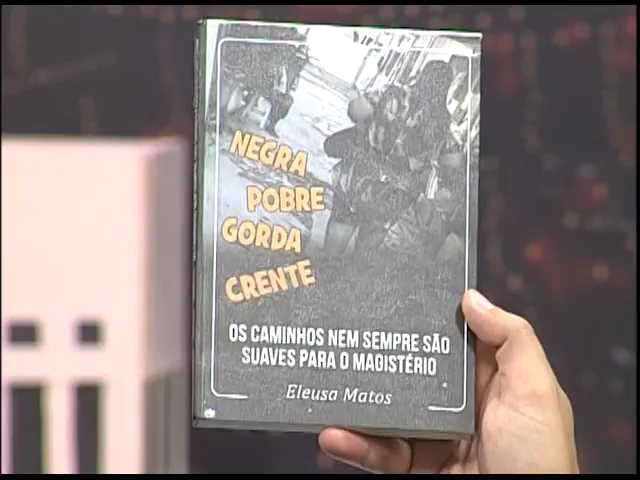 NEGRA
POBRE
GORDA
CRENTE
OS CAMINHOS NEM SEMPRE SÃO
SUAVES PARA O MAGISTÉRIO
Eleusa Matos